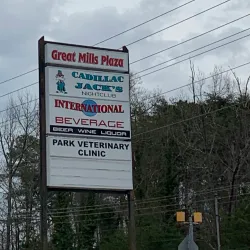 Great Mills Plaza
CADILLAC
JACK'S
NIGHTCLUB
INTERNATIONAL
BEVERAGE
BEER WINE LIQUOR
PARK VETERINARY
CLINIC